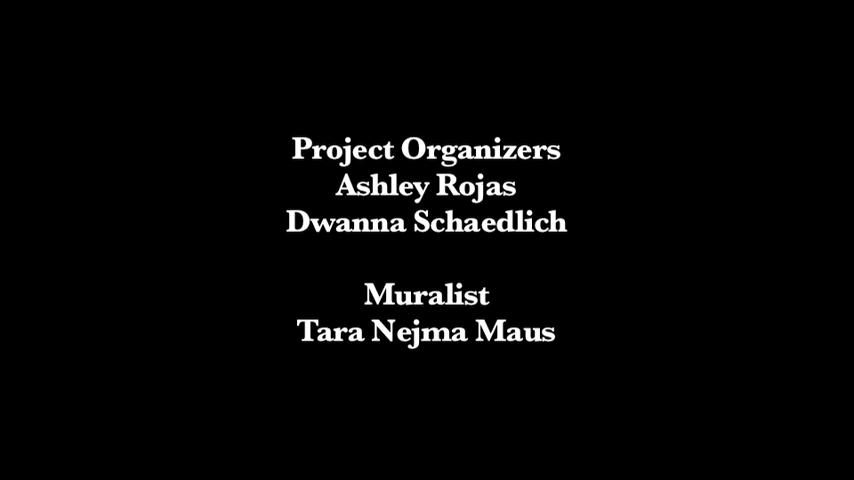 Project Organizers
Ashley Rojas
Dwanna Schaedlich
Muralist
Tara Nejma Maus